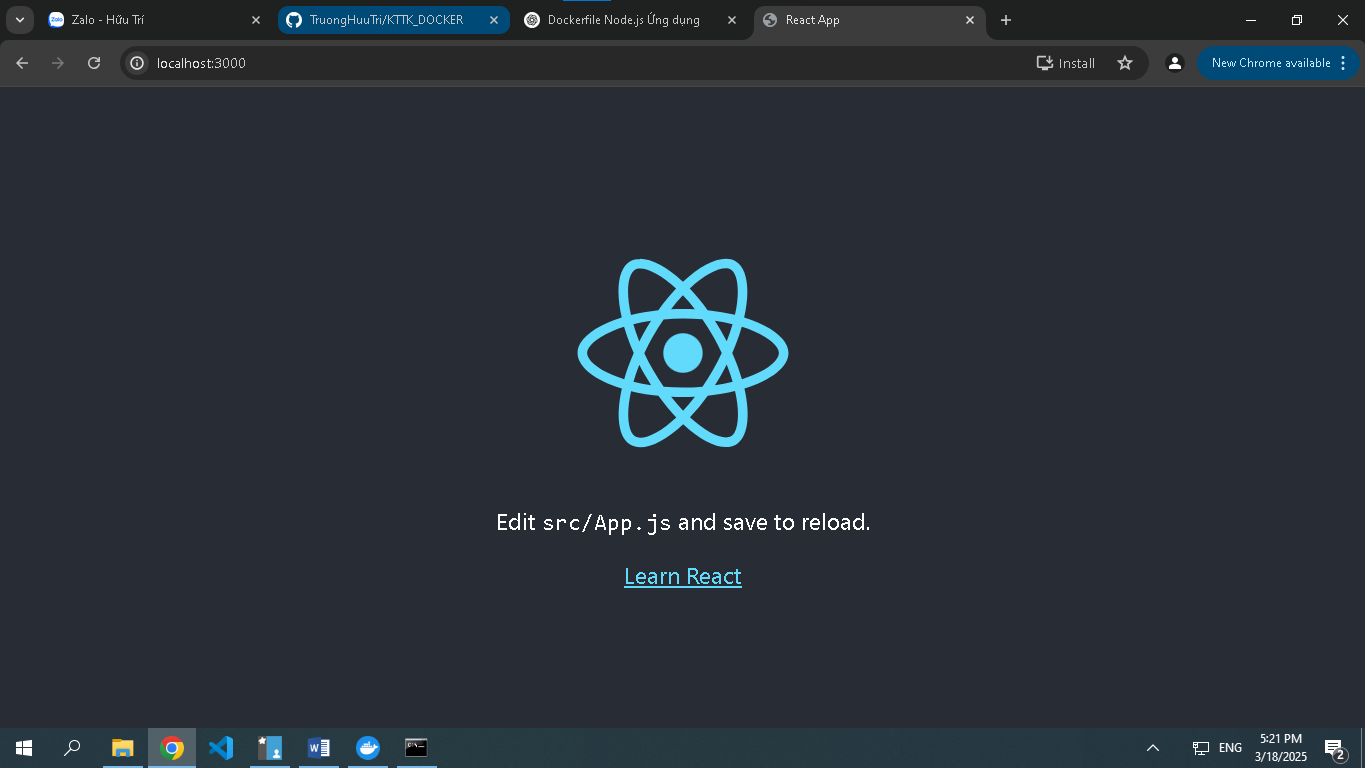 Zalo - Hữu Trí
TruongHuuTri/KTTK_DOCKER
Dockerfile Node.js Ứng dụng
React App
localhost:3000
Install
New Chrome available
Edit src/App.js and save to reload.
Learn React
ENG
5:21 PM
3/18/2025
2